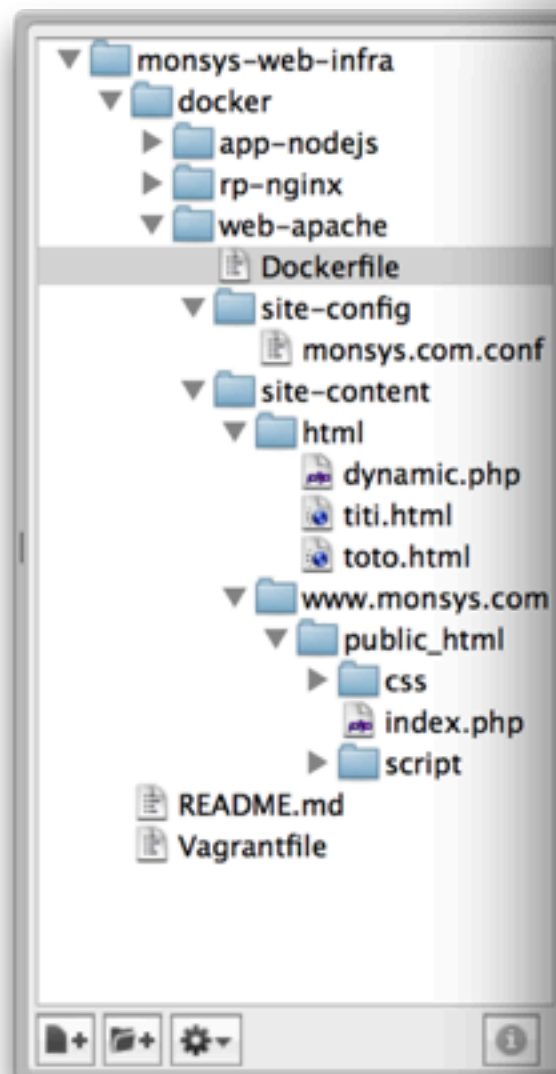 monsys-web-infra
docker
app-nodejs
rp-nginx
web-apache
Dockerfile
site-config
monsys.com.conf
site-content
html
dynamic.php
titi.html
toto.html
www.monsys.com
public_html
css
index.php
script
README.md
Vagrantfile